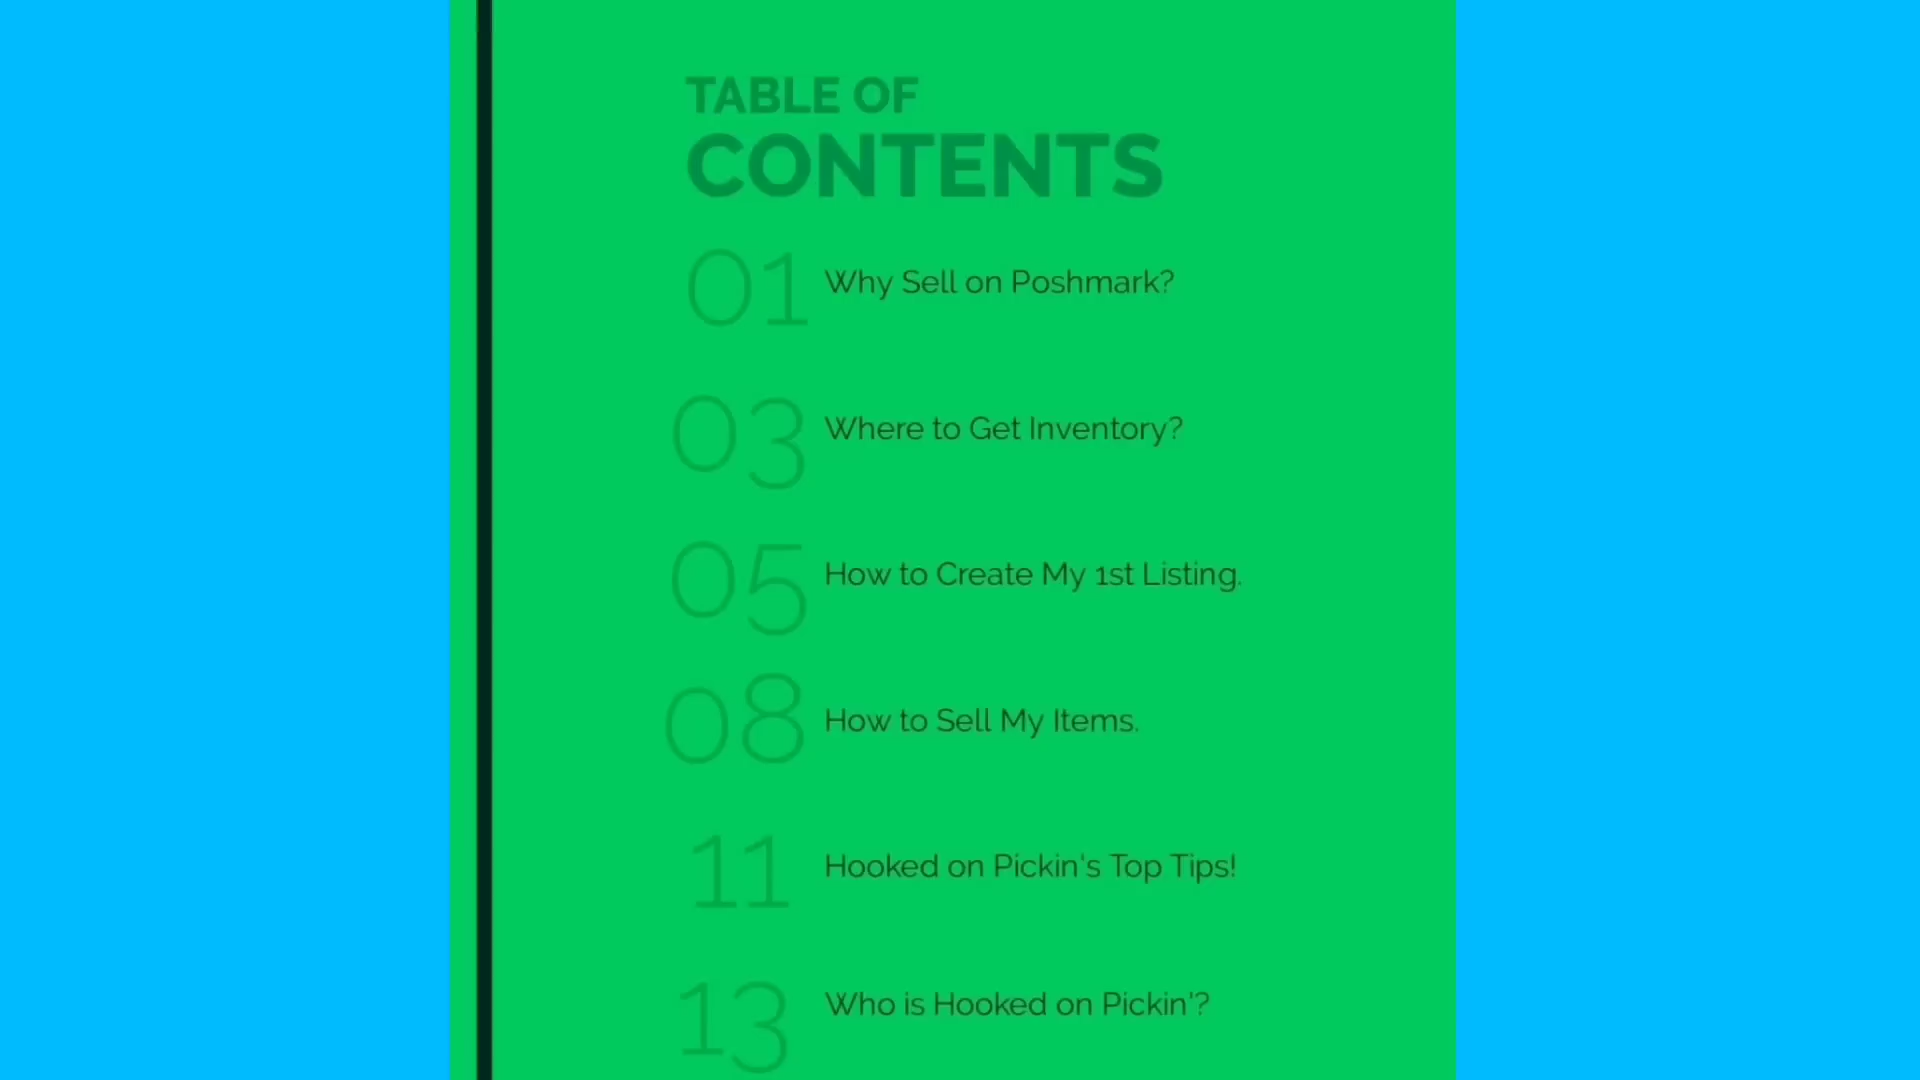 TABLE OF
CONTENTS
01 Why Sell on Poshmark?
03 Where to Get Inventory?
05 How to Create My 1st Listing.
08 How to Sell My Items.
11 Hooked on Pickin's Top Tips!
13 Who is Hooked on Pickin'?